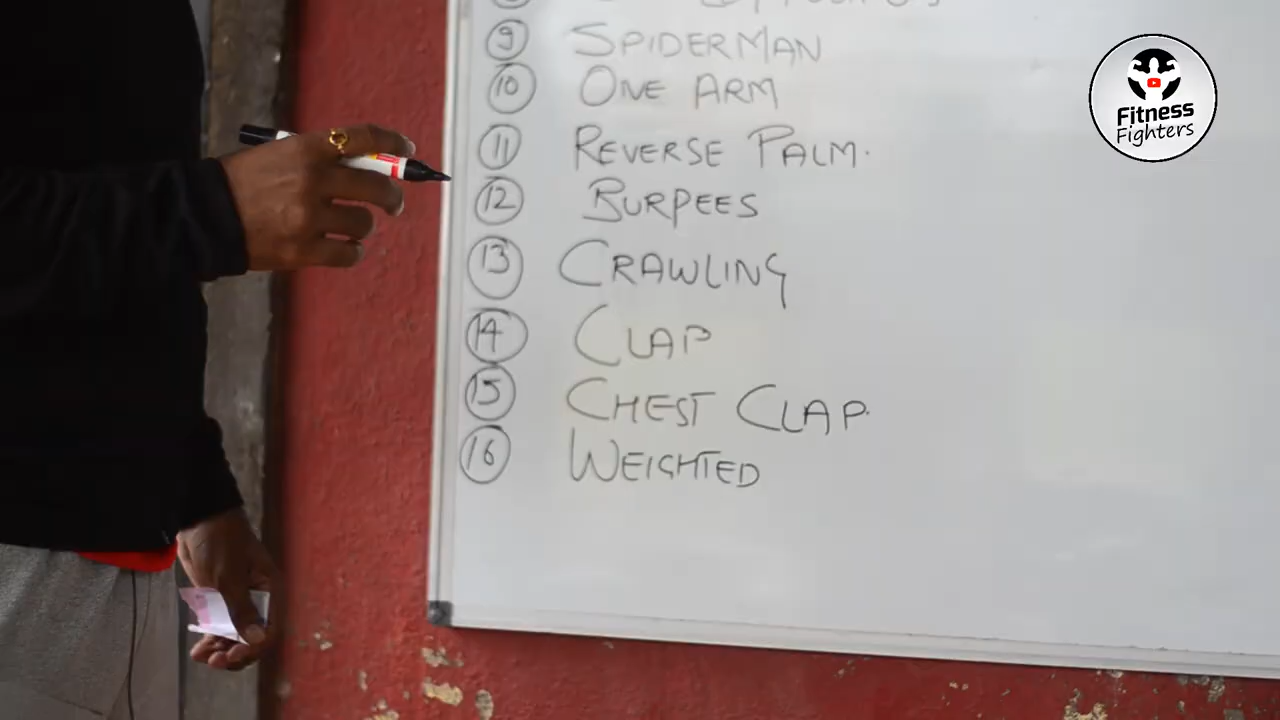 9 SPIDERMAN
10 ONE ARM
11 REVERSE PALM.
12 BURPEES
13 CRAWLING
14 CLAP
15 CHEST CLAP.
16 WEIGHTED
Fitness
Fighters